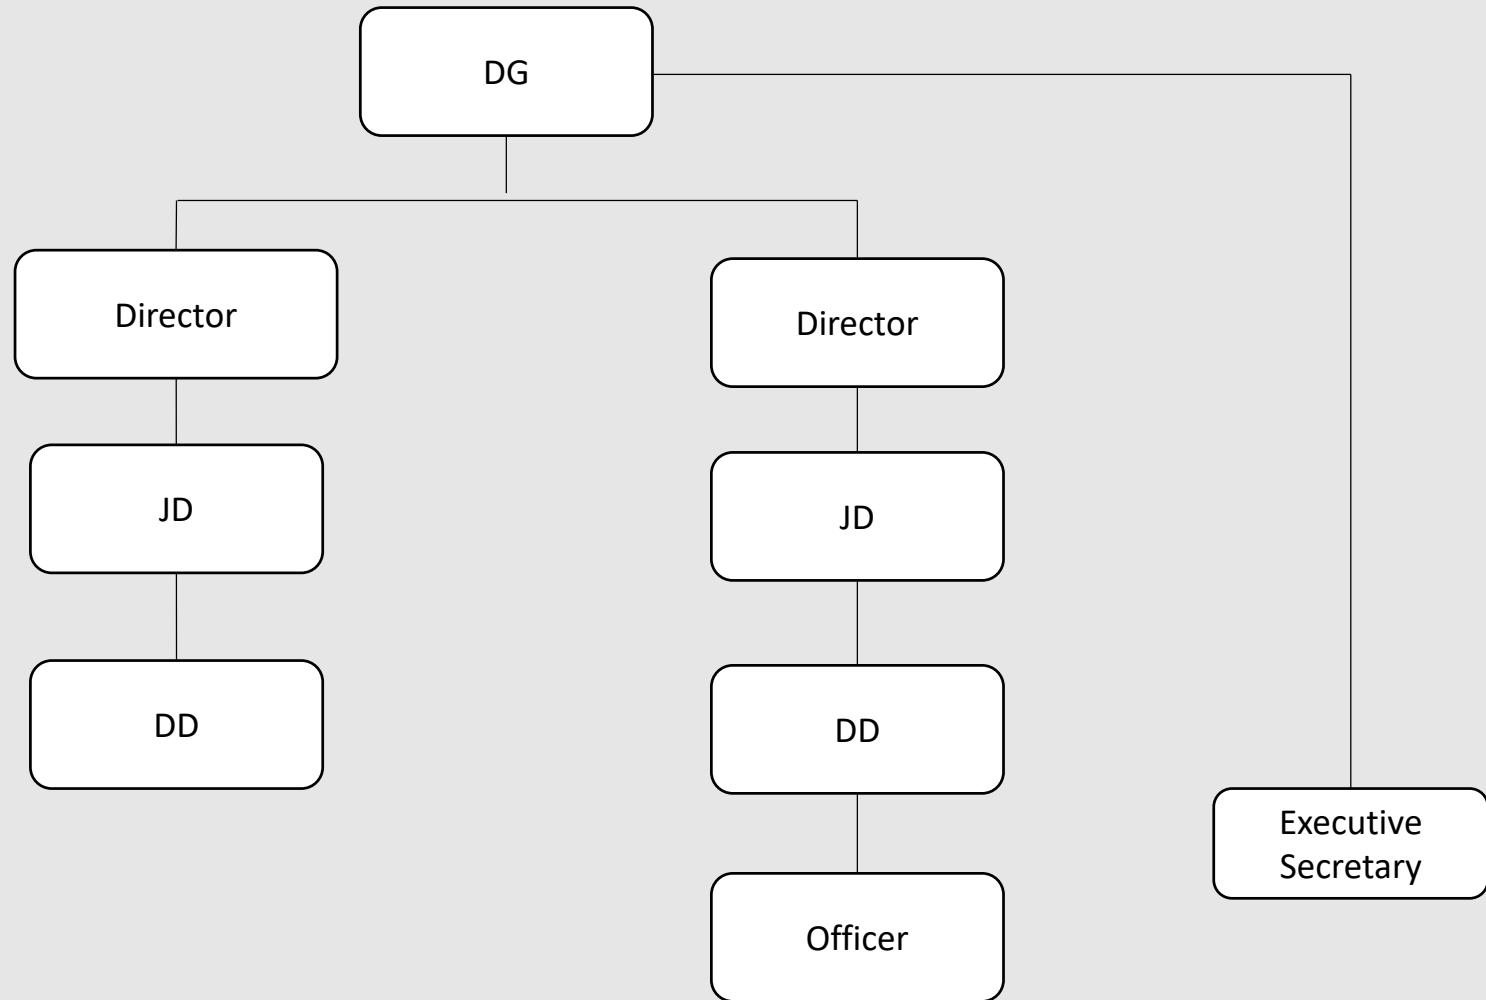 DG
Director
Director
JD
JD
DD
DD
Executive
Secretary
Officer